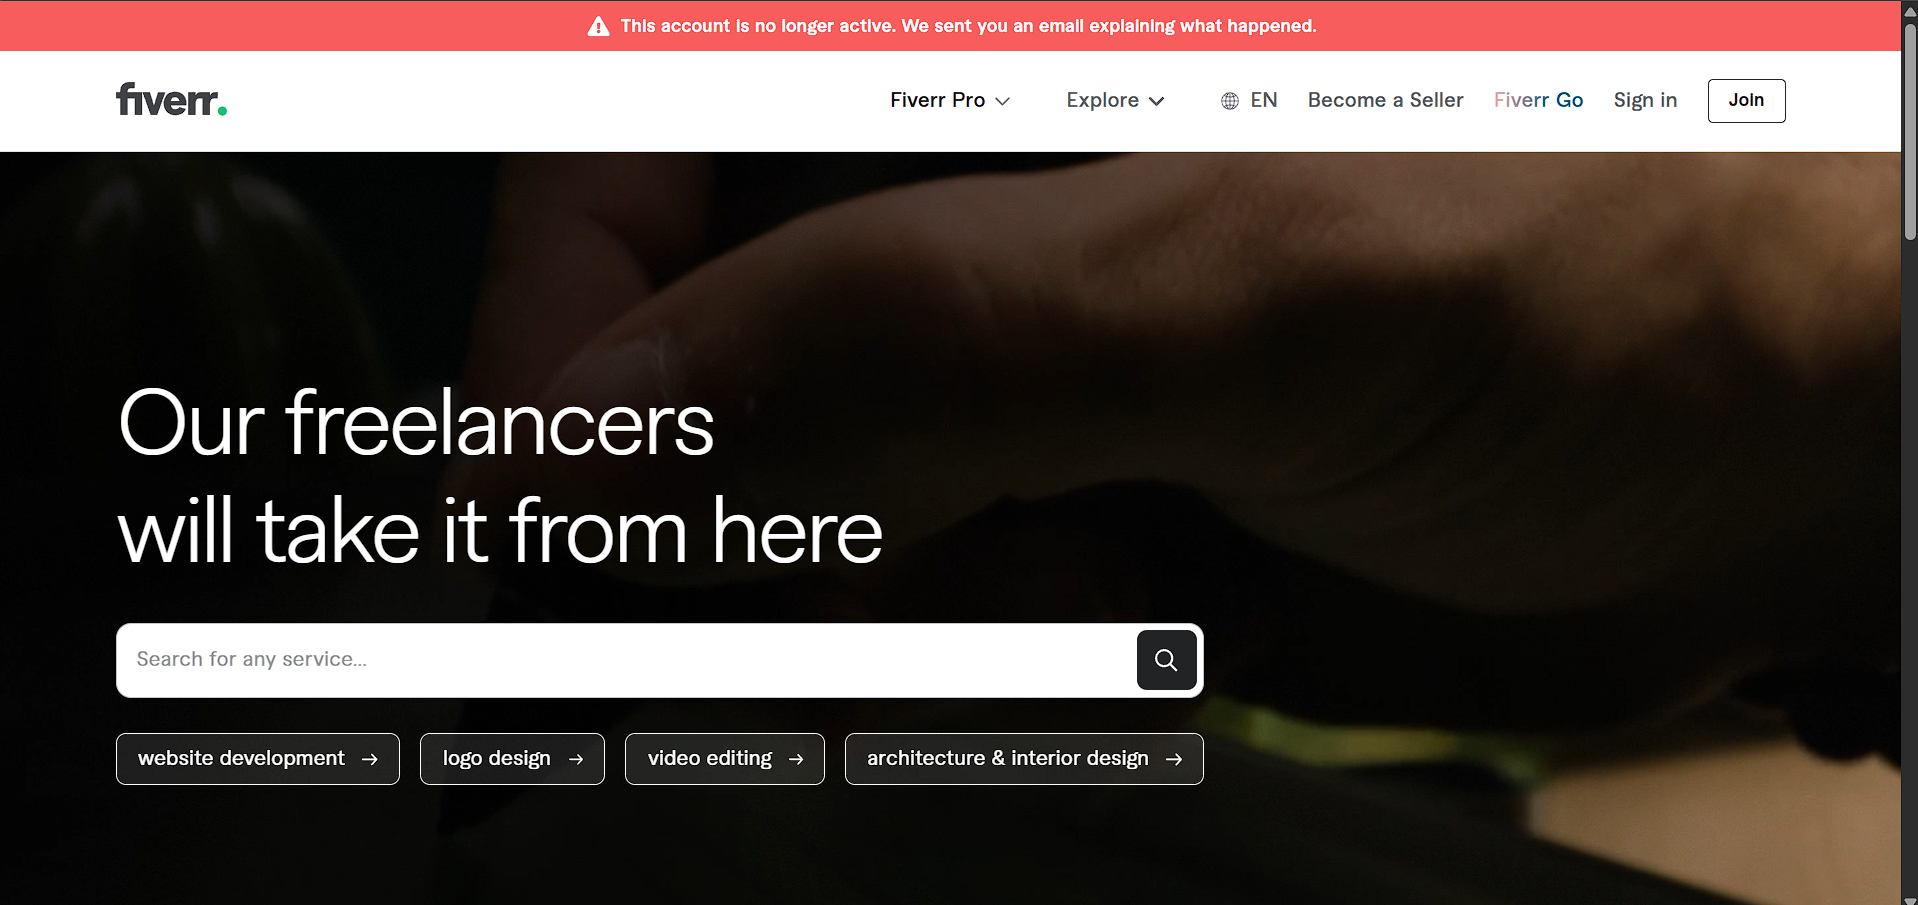 This account is no longer active. We sent you an email explaining what happened.
fiverr.
Fiverr Pro
Explore
EN
Become a Seller
Fiverr Go
Sign in
Join
Our freelancers
will take it from here
Search for any service...
website development →
logo design →
video editing →
architecture & interior design →